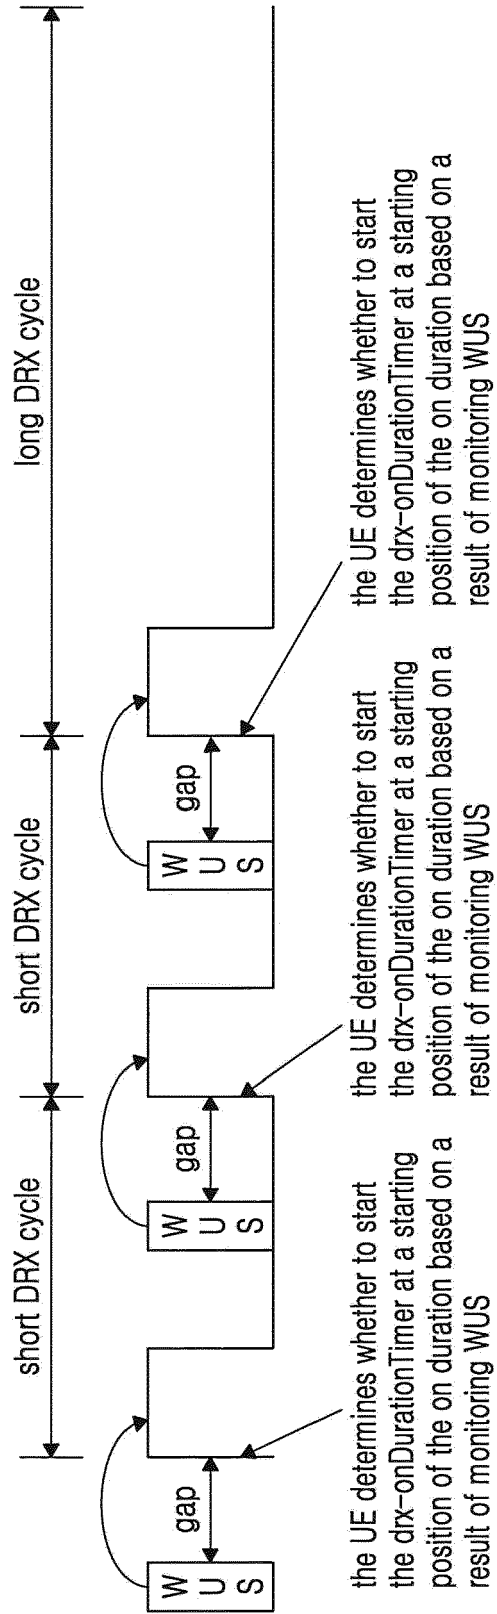 short DRX cycle
short DRX cycle
long DRX cycle
W
U
S
gap
W
U
S
gap
W
U
S
gap
the UE determines whether to start
the drx-onDurationTimer at a starting
position of the on duration based on a
result of monitoring WUS
the UE determines whether to start
the drx-onDurationTimer at a starting
position of the on duration based on a
result of monitoring WUS
the UE determines whether to start
the drx-onDurationTimer at a starting
position of the on duration based on a
result of monitoring WUS